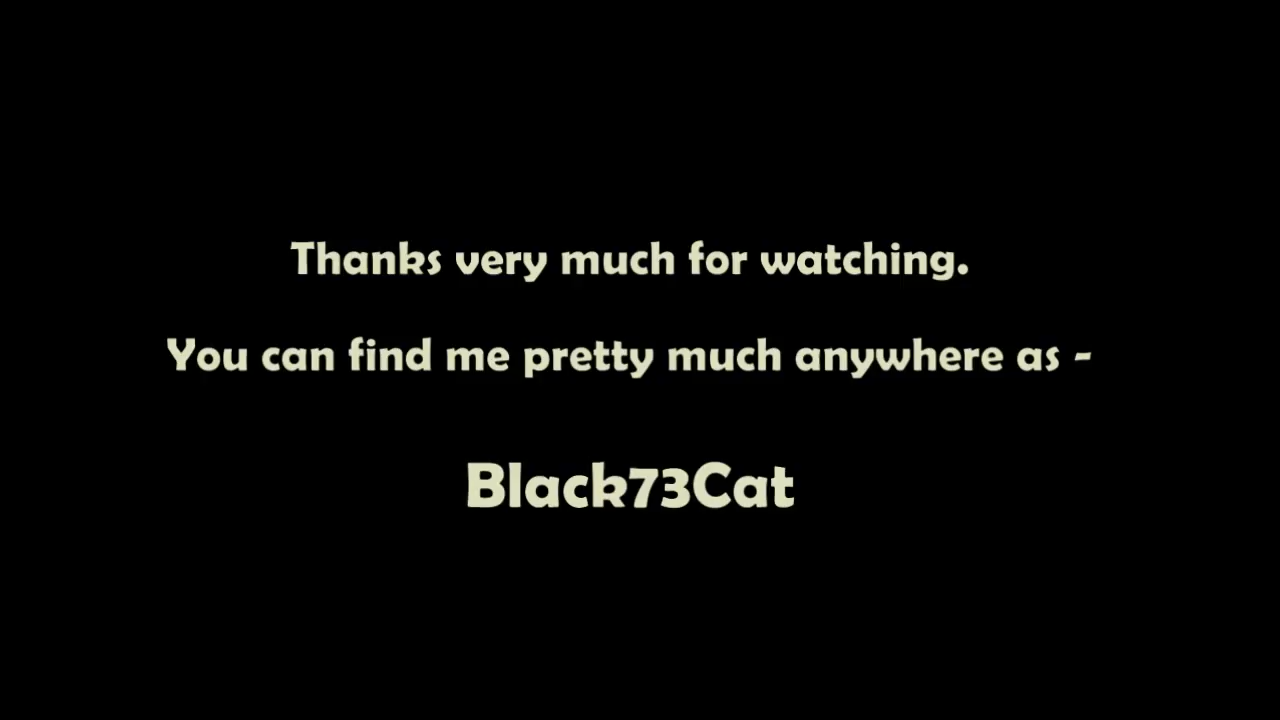 Thanks very much for watching.
You can find me pretty much anywhere as -
Black73Cat